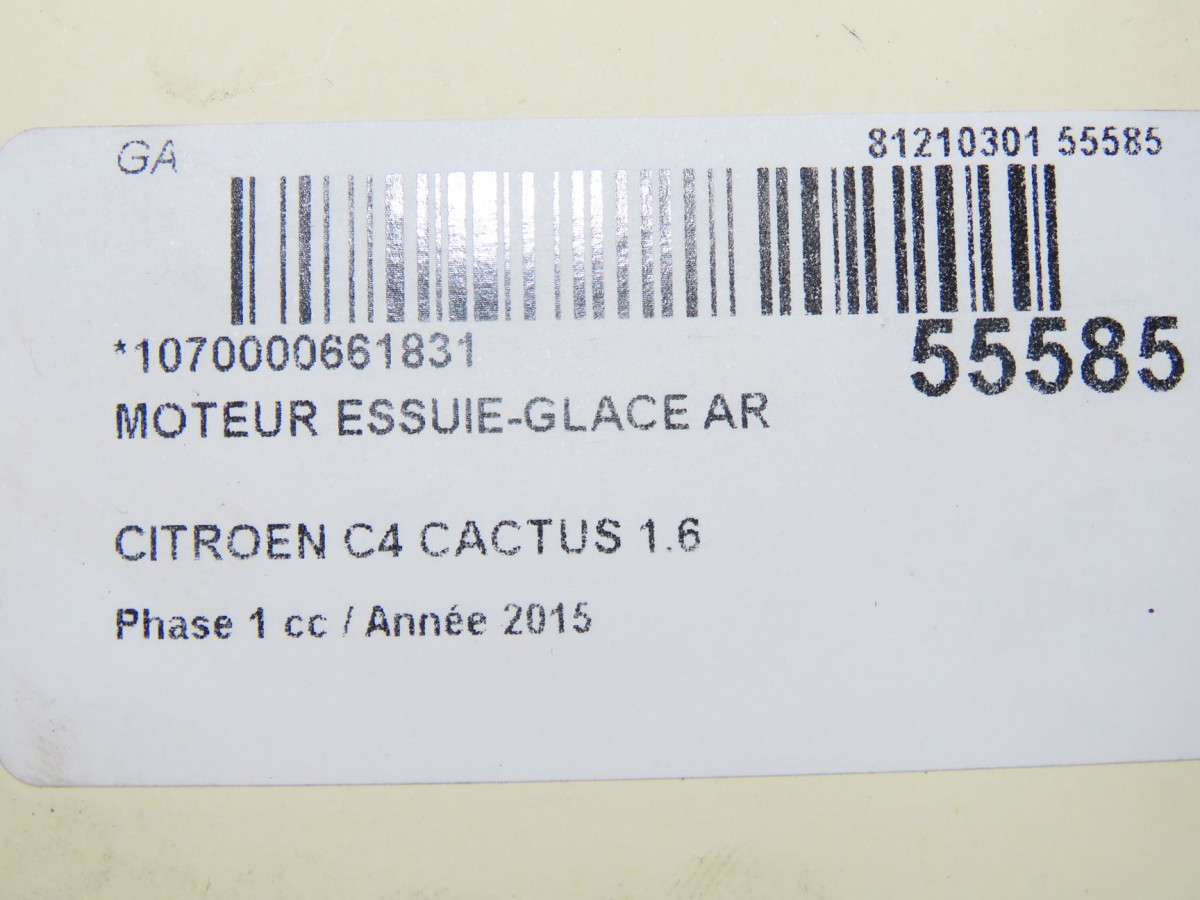 GA
81210301 55585
*1070000661831
55585
MOTEUR ESSUIE-GLACE AR
CITROEN C4 CACTUS 1.6
Phase 1 cc / Année 2015